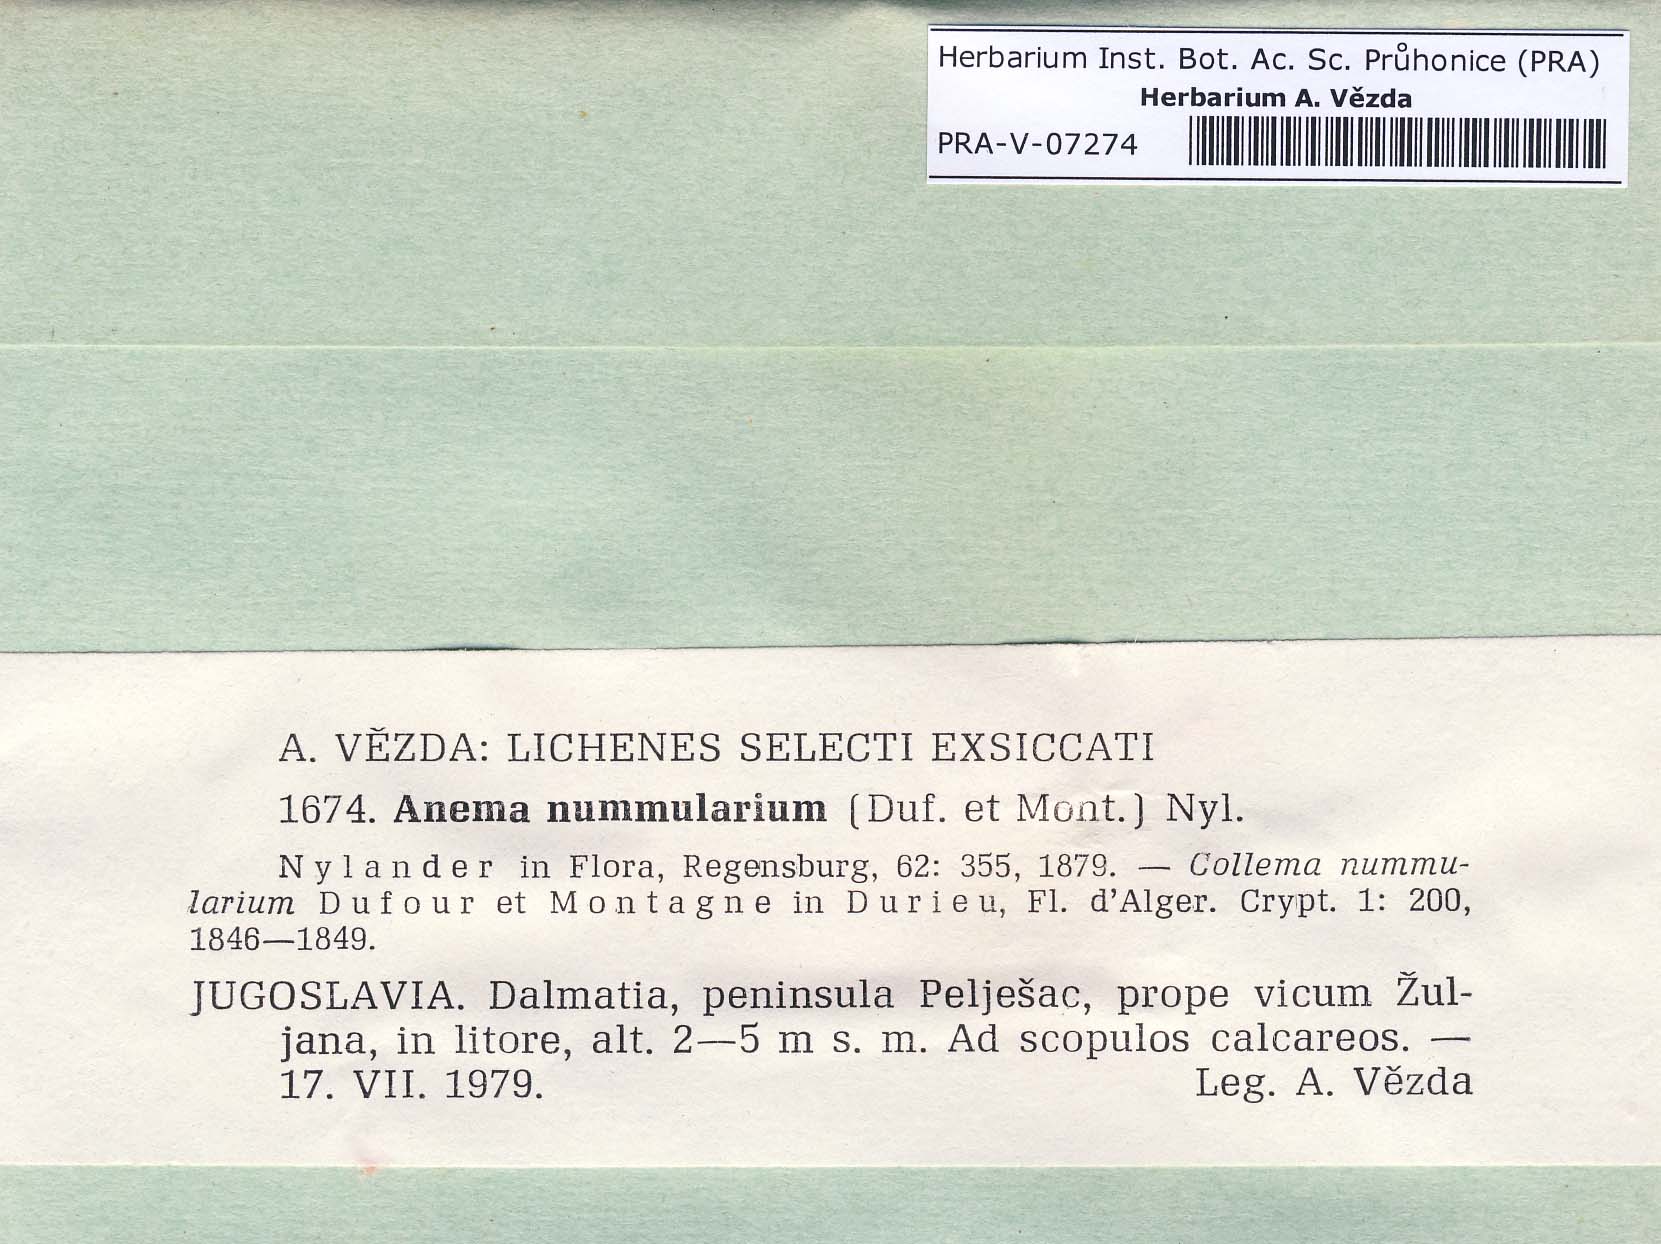 Herbarium Inst. Bot. Ac. Sc. Průhonice (PRA)
Herbarium A. Vězda
PRA-V-07274
A. VĚZDA: LICHENES SELECTI EXSICCATI
1674. Anema nummularium (Duf. et Mont.) Nyl.
Nylander in Flora, Regensburg, 62: 355, 1879. — Collema nummu-
larium Dufour et Montagne in Durieu, Fl. d'Alger. Crypt. 1: 200,
1846—1849.
JUGOSLAVIA. Dalmatia, peninsula Pelješac, prope vicum Žul-
jana, in litore, alt. 2—5 m s. m. Ad scopulos calcareos. —
17. VII. 1979. Leg. A. Vězda